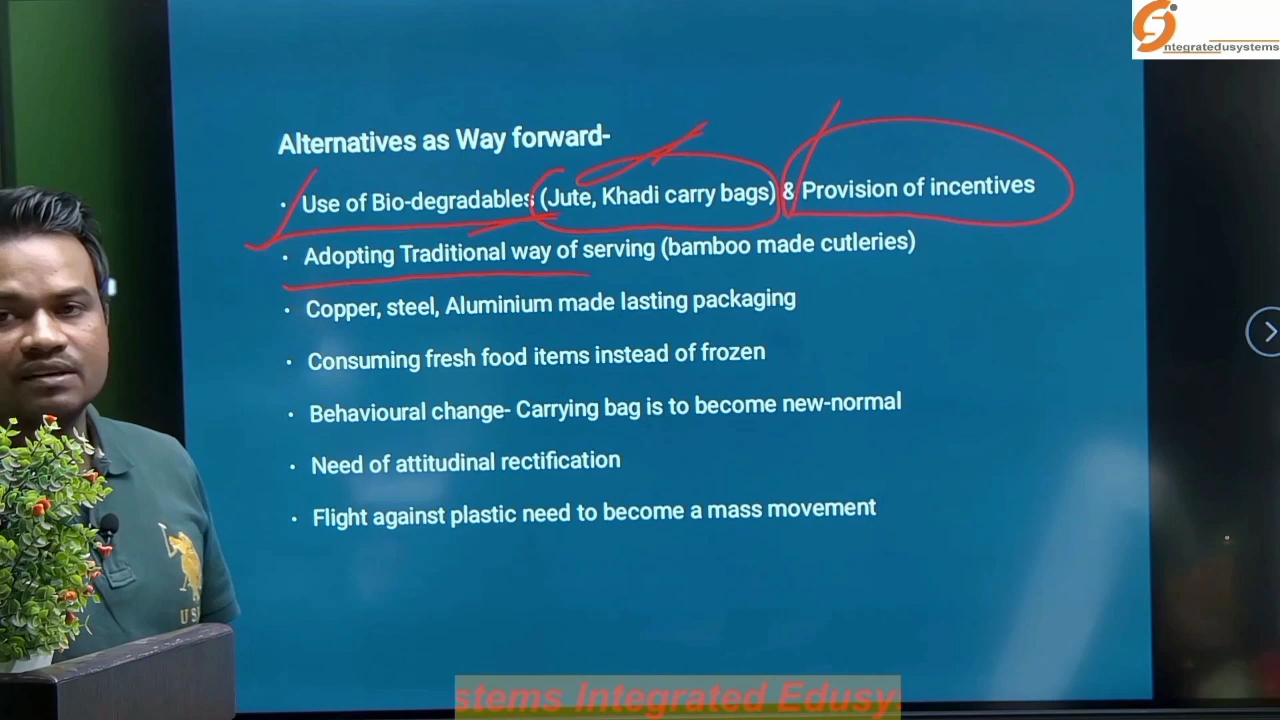 ntegratedusystems
Alternatives as Way forward-
· Use of Bio-degradables (Jute, Khadi carry bags) & Provision of incentives
· Adopting Traditional way of serving (bamboo made cutleries)
· Copper, steel, Aluminium made lasting packaging
· Consuming fresh food items instead of frozen
· Behavioural change- Carrying bag is to become new-normal
· Need of attitudinal rectification
· Flight against plastic need to become a mass movement
US
stems Integrated Edusy